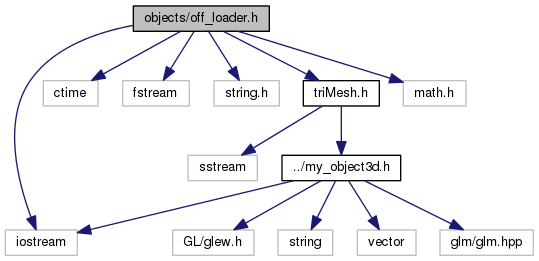 objects/off_loader.h
ctime
fstream
string.h
triMesh.h
math.h
sstream
../my_object3d.h
iostream
GL/glew.h
string
vector
glm/glm.hpp